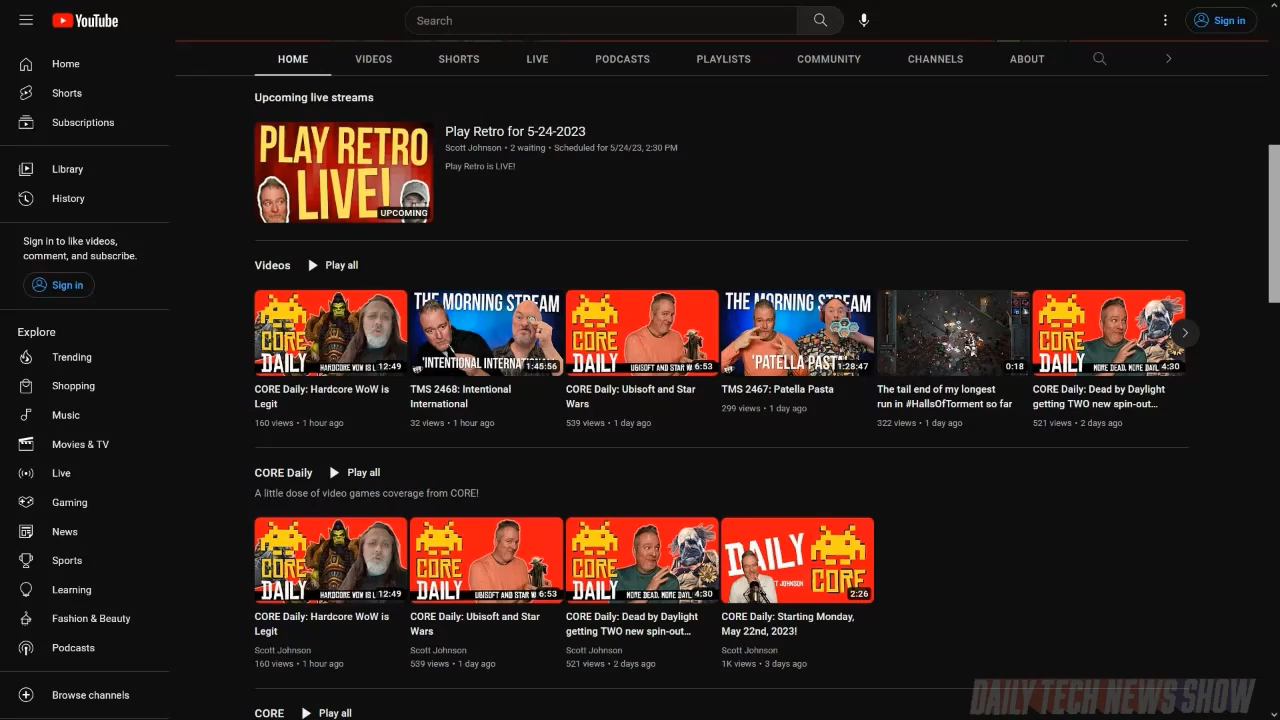 YouTube
Search
Sign in
Home
Shorts
Subscriptions
Library
History
Sign in to like videos,
comment, and subscribe.
Sign in
Explore
Trending
Shopping
Music
Movies & TV
Live
Gaming
News
Sports
Learning
Fashion & Beauty
Podcasts
Browse channels
HOME VIDEOS SHORTS LIVE PODCASTS PLAYLISTS COMMUNITY CHANNELS ABOUT
Upcoming live streams
PLAY RETRO
LIVE!
UPCOMING
Play Retro for 5-24-2023
Scott Johnson • 2 waiting • Scheduled for 5/24/23, 2:30 PM
Play Retro is LIVE!
Videos Play all
CORE
DAILY
HARDCORE WOW IS L
12:49
CORE Daily: Hardcore WoW is
Legit
160 views • 1 hour ago
THE MORNING STREAM
'INTENTIONAL INTERNATI
1:45:56
TMS 2468: Intentional
International
32 views • 1 hour ago
CORE
DAILY
UBISOFT AND STAR W
6:53
CORE Daily: Ubisoft and Star
Wars
539 views • 1 day ago
THE MORNING STREAM
'PATELLA PAST
1:28:47
TMS 2467: Patella Pasta
299 views • 1 day ago
0:18
The tail end of my longest
run in #HallsOfTorment so far
322 views • 1 day ago
CORE
DAILY
MORE DEAD. MORE DAYL
4:30
CORE Daily: Dead by Daylight
getting TWO new spin-out...
521 views • 2 days ago
CORE Daily Play all
A little dose of video games coverage from CORE!
CORE
DAILY
HARDCORE WOW IS L
12:49
CORE Daily: Hardcore WoW is
Legit
Scott Johnson
160 views • 1 hour ago
CORE
DAILY
UBISOFT AND STAR W
6:53
CORE Daily: Ubisoft and Star
Wars
Scott Johnson
539 views • 1 day ago
CORE
DAILY
MORE DEAD. MORE DAYL
4:30
CORE Daily: Dead by Daylight
getting TWO new spin-out...
Scott Johnson
521 views • 2 days ago
DAILY
CORE
JOHNSON
2:26
CORE Daily: Starting Monday,
May 22nd, 2023!
Scott Johnson
1K views • 3 days ago
CORE Play all
DAILY TECH NEWS SHOW